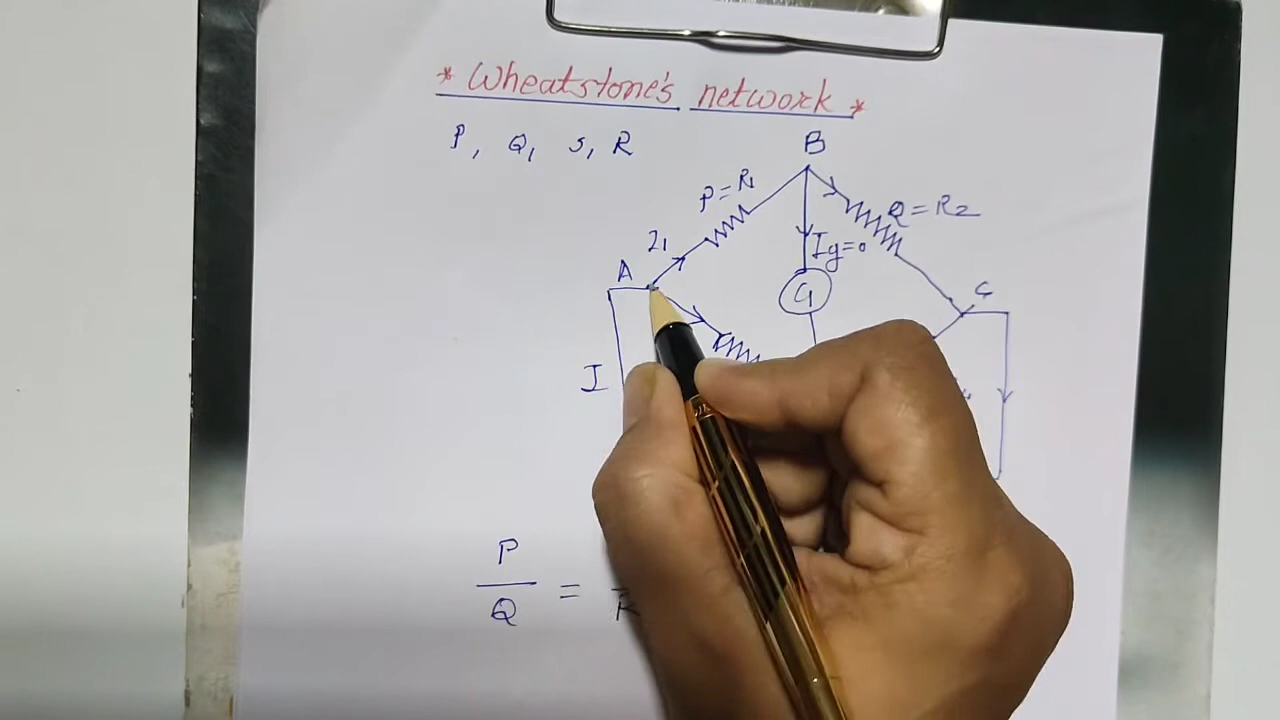 * Wheatstone's network *
P, Q, S, R
B
P=R1
Q=R2
I1
Ig=0
A
G
C
I
P
Q
=